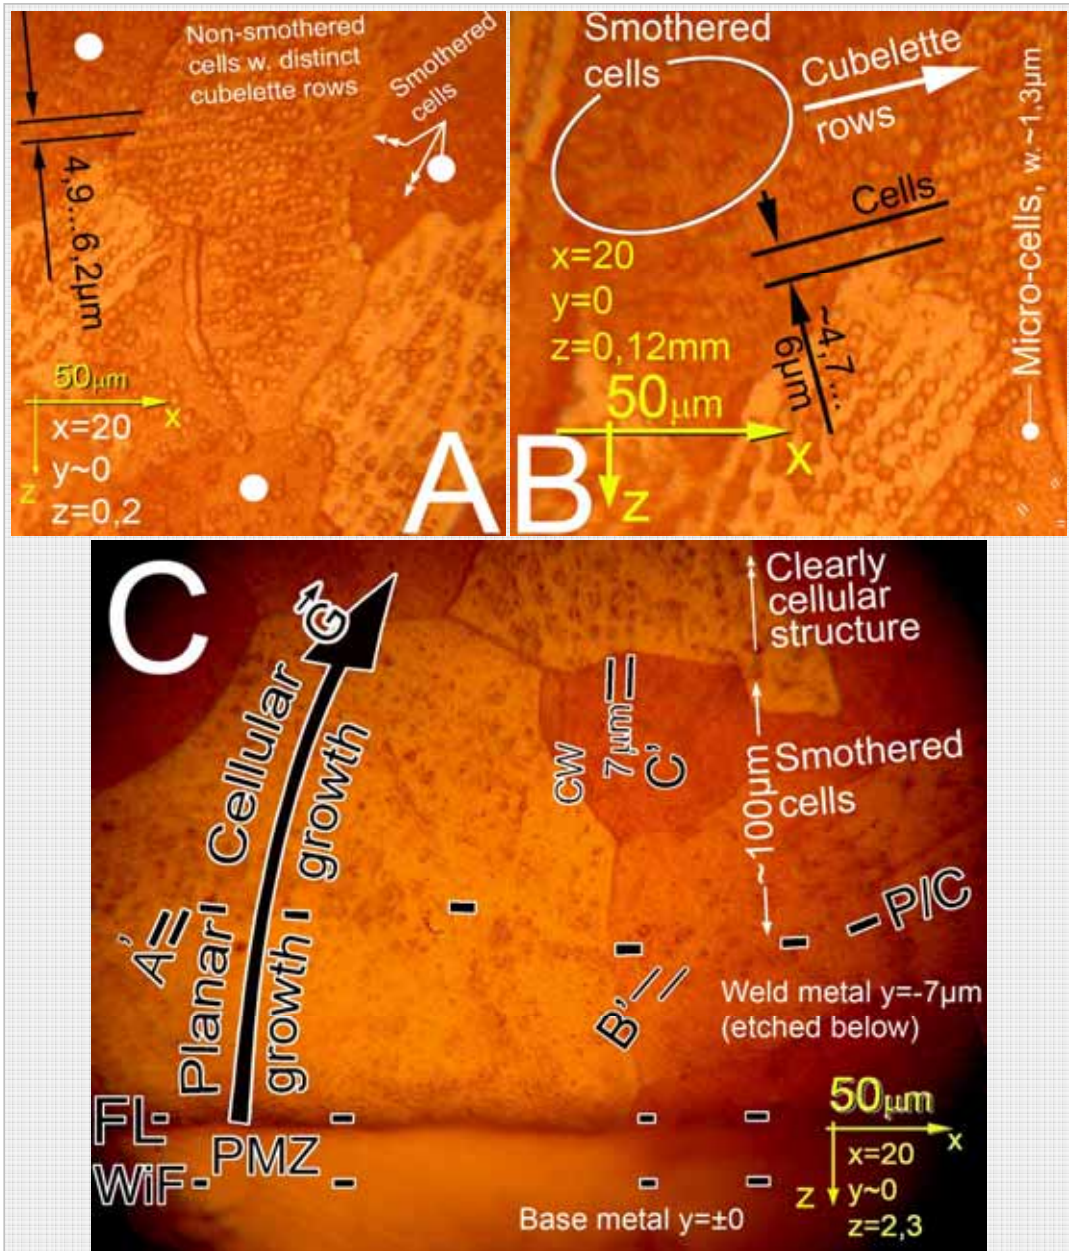 Non-smothered
cells w. distinct
cubelette rows
Smothered
cells
4,9...6,2µm
50µm
x
x=20
y~0
z=0,2
z
A
Smothered
cells
Cubelette
rows
Cells
Micro-cells, w.~1,3µm
x=20
y=0
z=0,12mm
~4,7...
6µm
50µm
x
z
B
C
G
Clearly
cellular
structure
Cellular
growth
7µm
C'
CW
Smothered
cells
~100µm
A'
Planar
growth
P/C
B'
Weld metal y=-7µm
(etched below)
FL
PMZ
WiF
50µm
x
x=20
y~0
z=2,3
z
Base metal y=±0